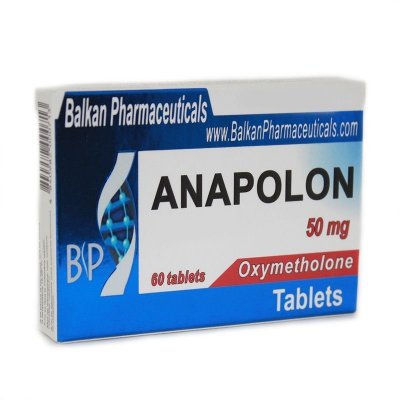 Balkan Pharmaceuticals
www.BalkanPharmaceuticals.com
ANAPOLON
50 mg
BP
60 tablets
Oxymetholone
Tablets